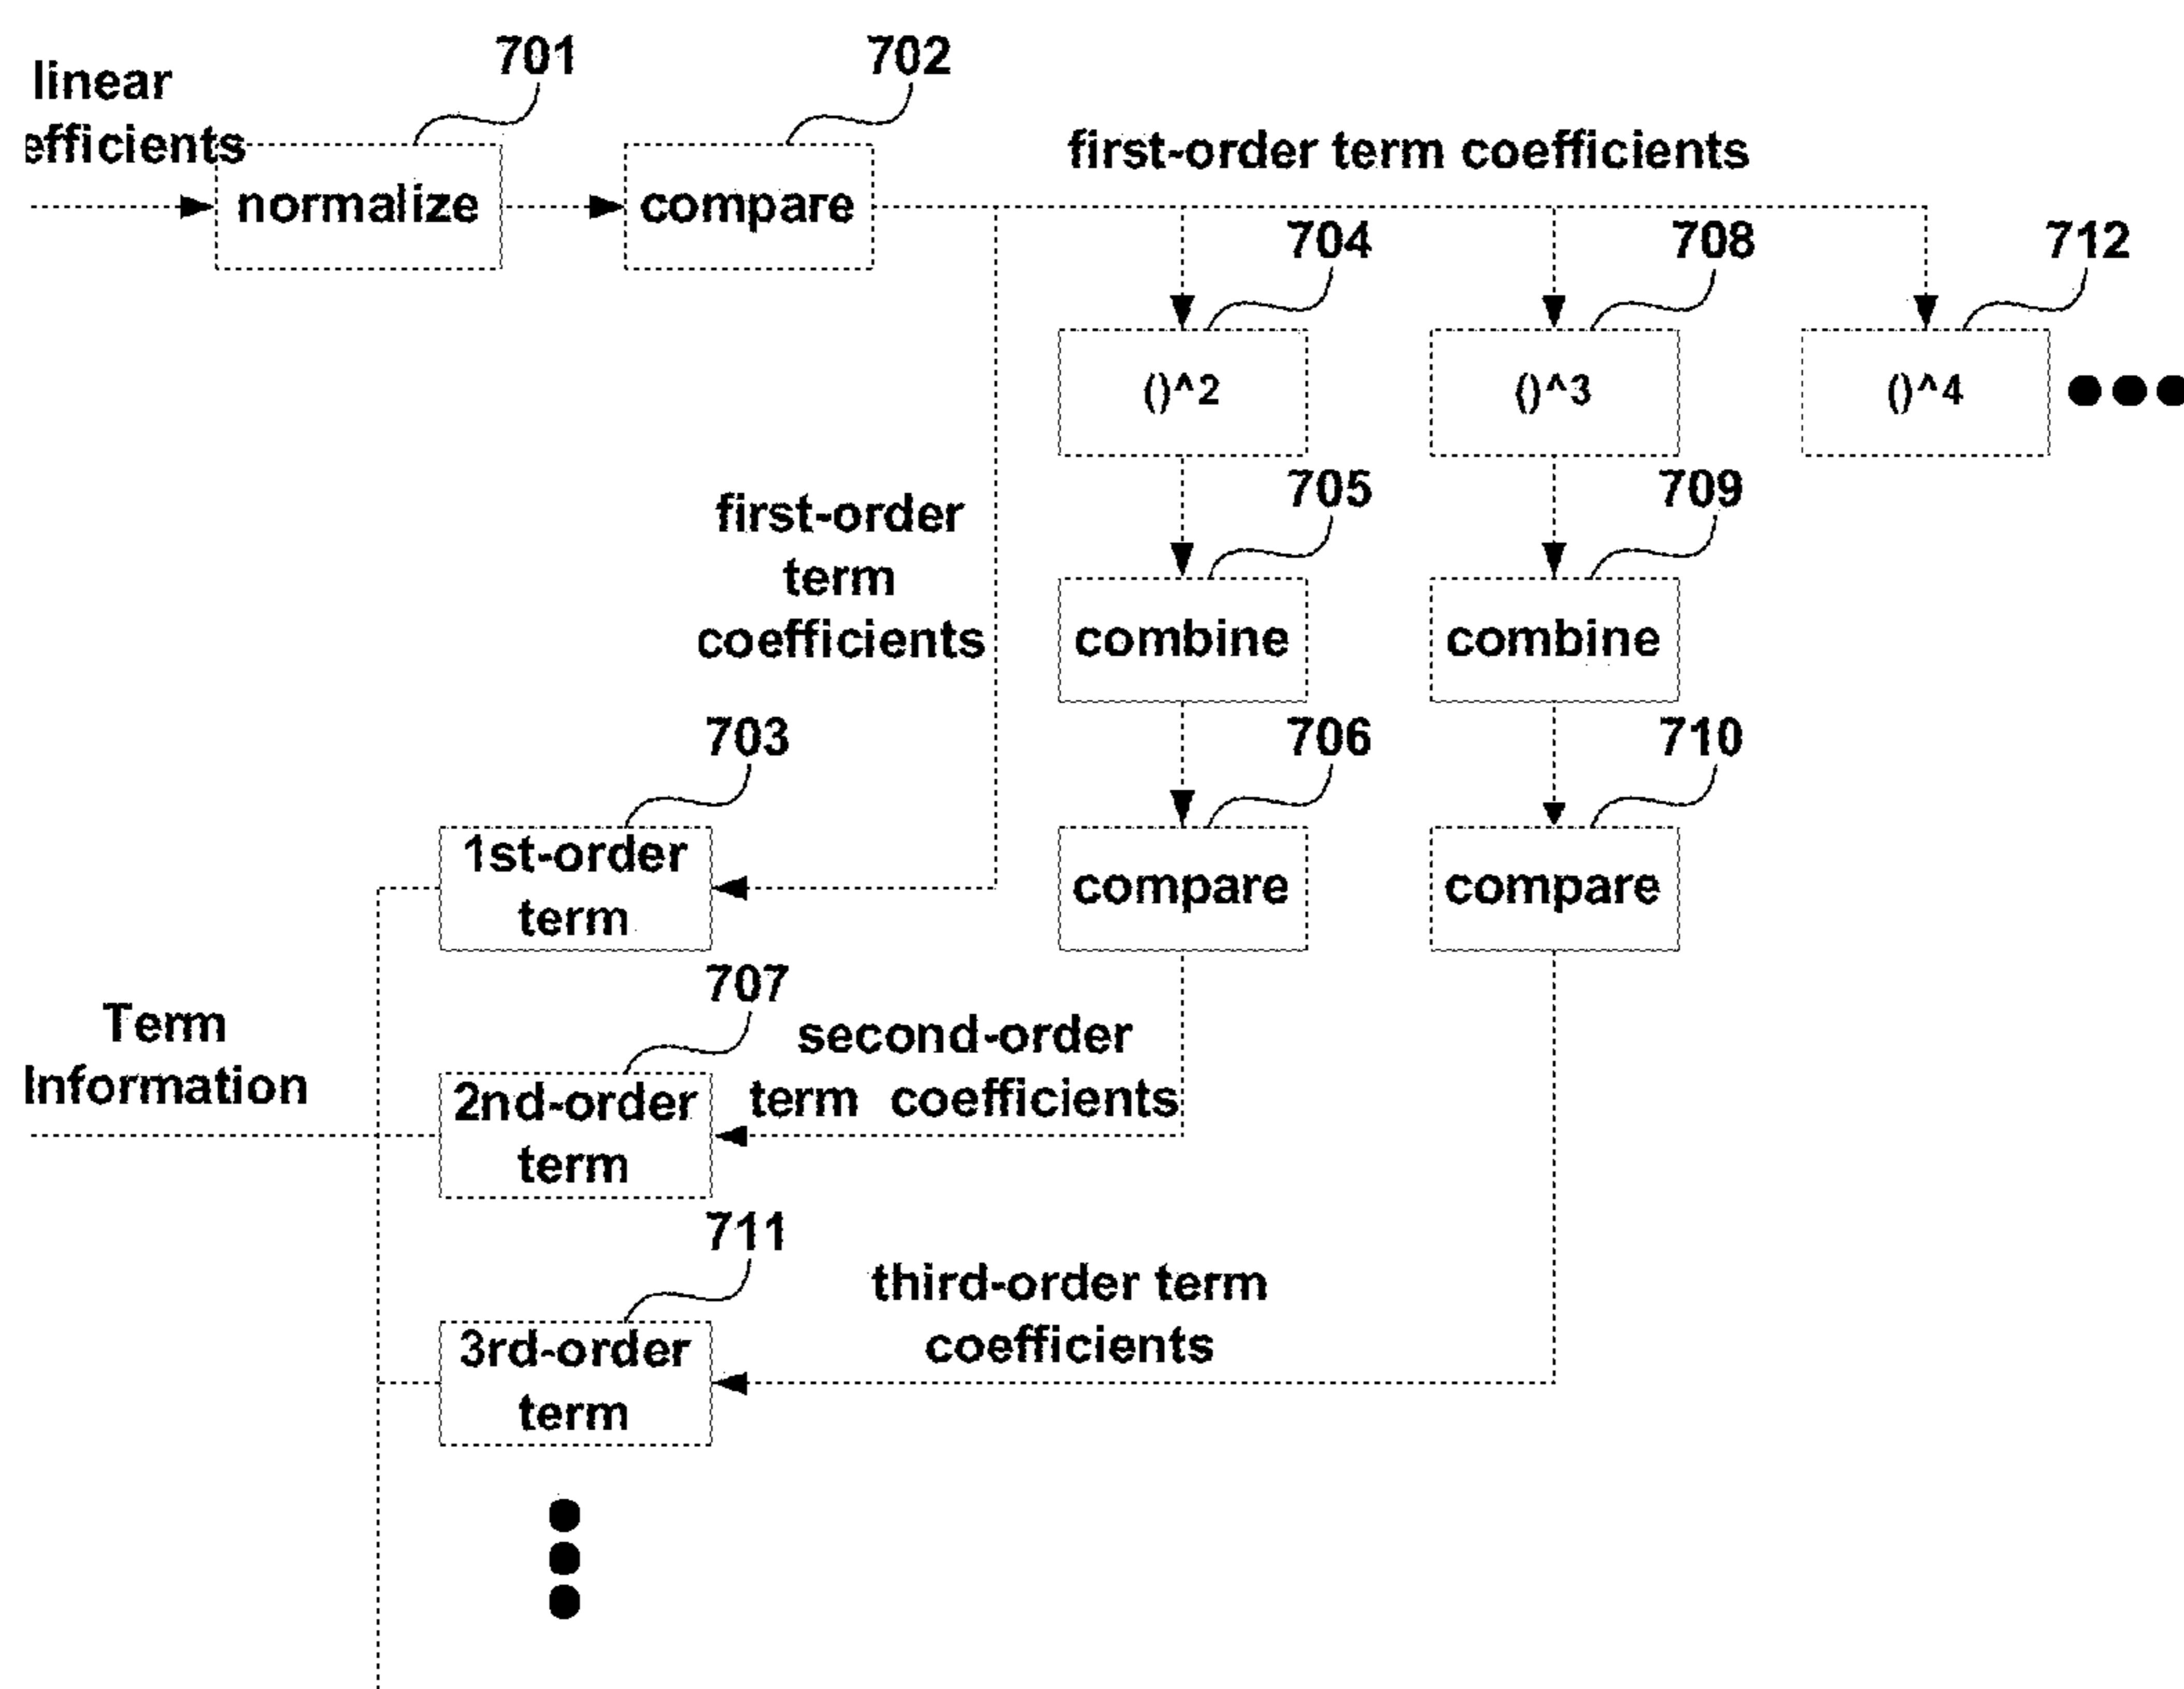 701
702
linear
efficients
first-order term coefficients
normalize
compare
704
708
712
()^2
()^3
()^4
705
709
first-order
term
coefficients
combine
combine
703
706
710
1st-order
term
compare
compare
707
Term
Information
second-order
term coefficients
2nd-order
term
711
third-order term
coefficients
3rd-order
term